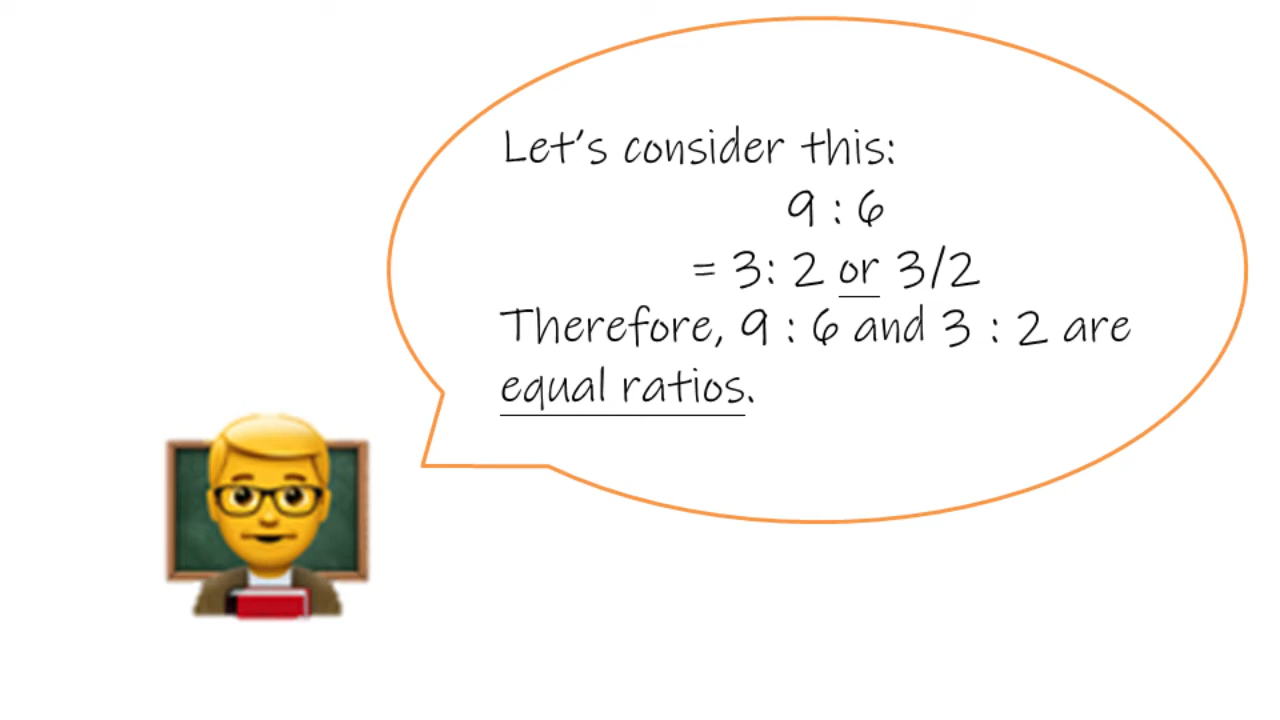 Let's consider this:
9 : 6
= 3: 2 or 3/2
Therefore, 9 : 6 and 3 : 2 are
equal ratios.